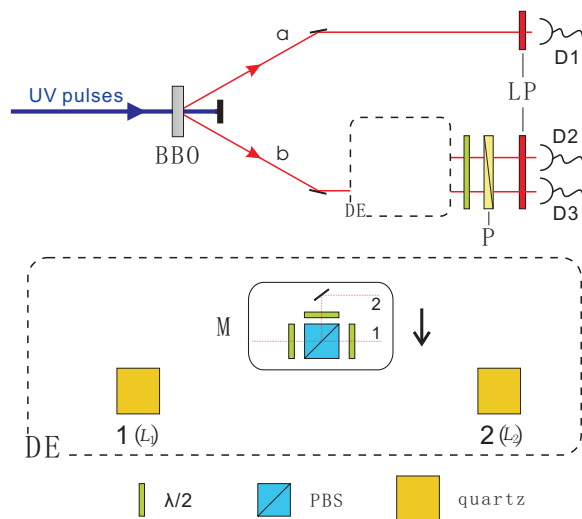 a
D1
UV pulses
LP
BBO
D2
b
DE
D3
P
M
2
1
1 (L₁)
2 (L₂)
DE
λ/2
PBS
quartz